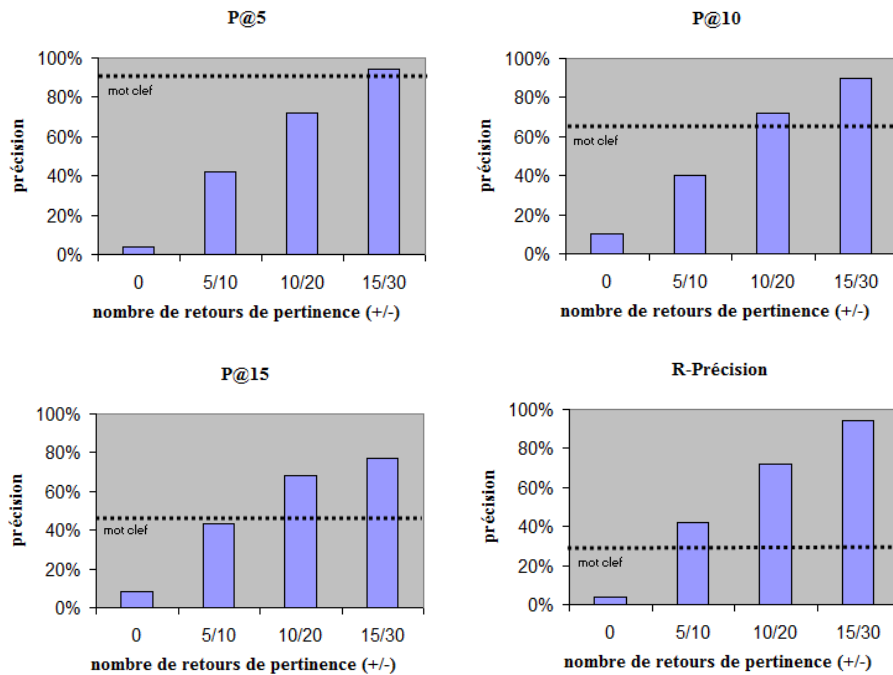 P@5
100%
80%
60%
40%
20%
0%
précision
mot clef
0 5/10 10/20 15/30
nombre de retours de pertinence (+/-)
P@10
100%
80%
60%
40%
20%
0%
précision
mot clef
0 5/10 10/20 15/30
nombre de retours de pertinence (+/-)
P@15
100%
80%
60%
40%
20%
0%
précision
mot clef
0 5/10 10/20 15/30
nombre de retours de pertinence (+/-)
R-Précision
100%
80%
60%
40%
20%
0%
précision
mot clef
0 5/10 10/20 15/30
nombre de retours de pertinence (+/-)